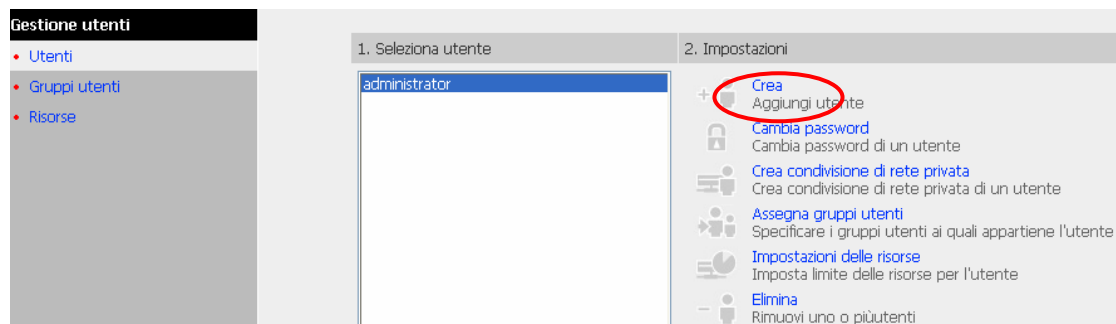 Gestione utenti
Utenti
Gruppi utenti
Risorse
1. Seleziona utente
administrator
2. Impostazioni
Crea
Aggiungi utente
Cambia password
Cambia password di un utente
Crea condivisione di rete privata
Crea condivisione di rete privata di un utente
Assegna gruppi utenti
Specificare i gruppi utenti ai quali appartiene l'utente
Impostazioni delle risorse
Imposta limite delle risorse per l'utente
Elimina
Rimuovi uno o piùutenti